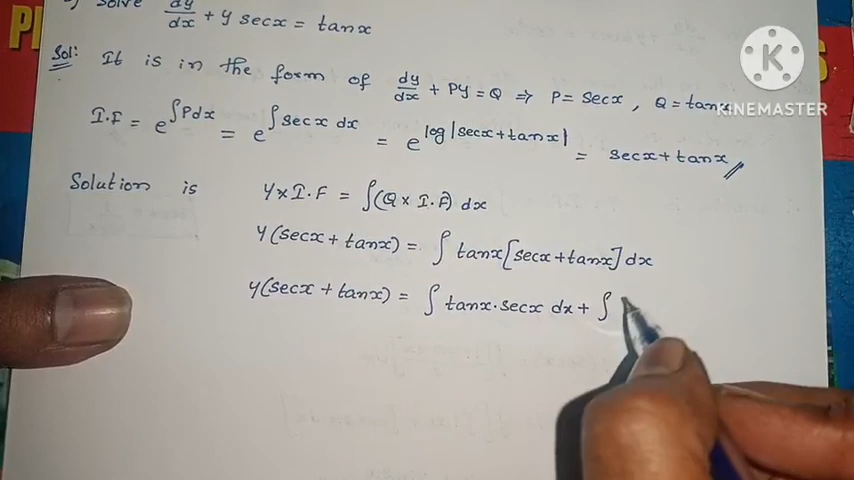 Solve dy/dx + y secx = tanx
Sol: It is in the form of dy/dx + Py = Q ⇒ P = secx, Q = tanx
I.F = e^∫Pdx = e^∫secx dx = e^log|secx+tanx| = secx + tanx //
Solution is y × I.F = ∫(Q × I.F) dx
y(secx + tanx) = ∫ tanx[secx + tanx] dx
y(secx + tanx) = ∫ tanx·secx dx + ∫
K
KINEMASTER